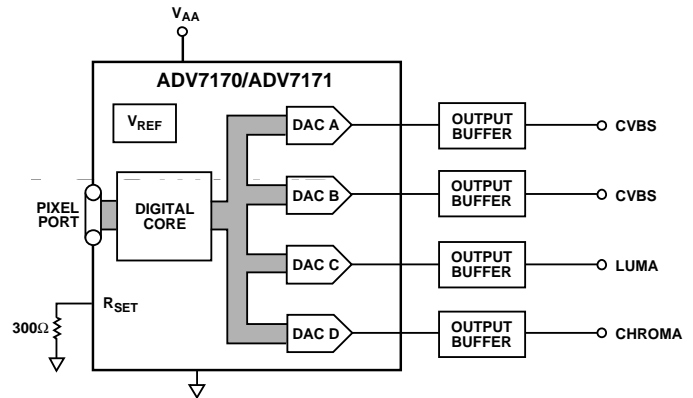 VAA
ADV7170/ADV7171
VREF
DAC A
OUTPUT
BUFFER
CVBS
DAC B
OUTPUT
BUFFER
CVBS
PIXEL
PORT
DIGITAL
CORE
DAC C
OUTPUT
BUFFER
LUMA
RSET
300Ω
DAC D
OUTPUT
BUFFER
CHROMA